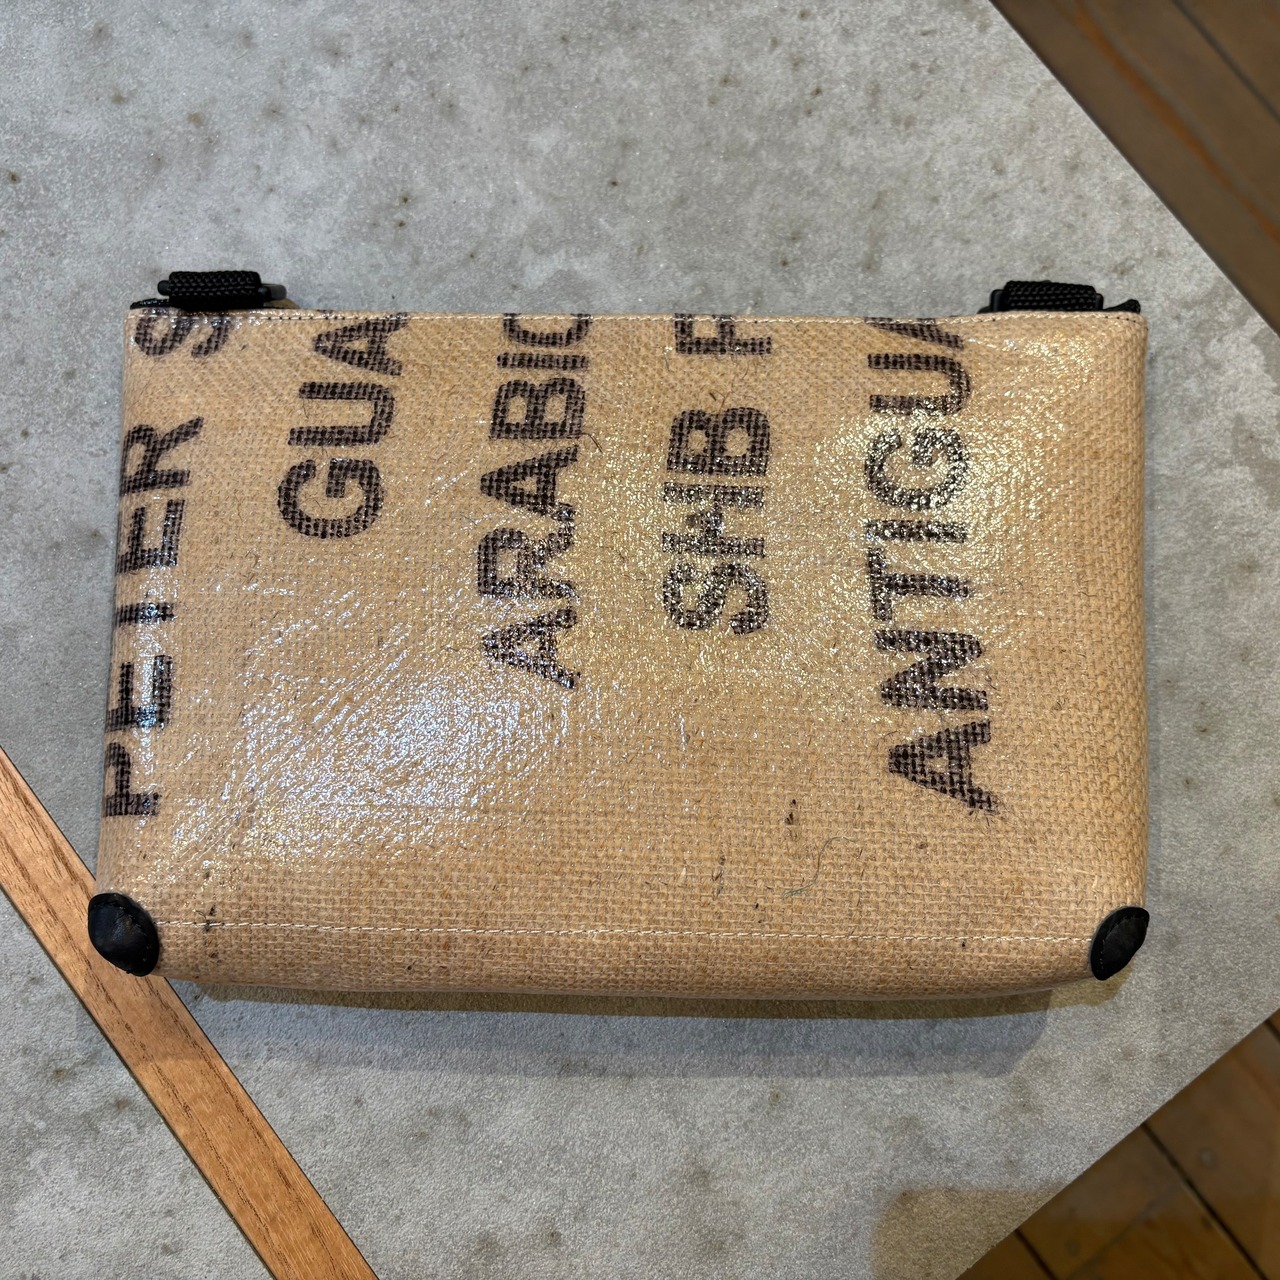 PETER S
GUA
ARABIC
SHB F
ANTIGUA